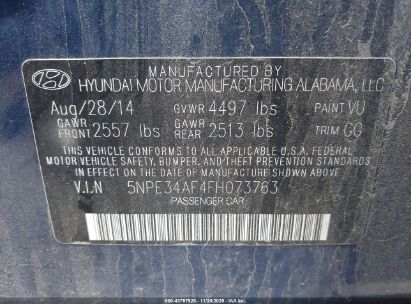 MANUFACTURED BY
HYUNDAI MOTOR MANUFACTURING ALABAMA, LLC
Aug/28/14 GVWR 4497 lbs PAINT VU
GAWR FRONT 2557 lbs GAWR REAR 2513 lbs TRIM GG
THIS VEHICLE CONFORMS TO ALL APPLICABLE U.S.A. FEDERAL
MOTOR VEHICLE SAFETY, BUMPER, AND THEFT PREVENTION STANDARDS
IN EFFECT ON THE DATE OF MANUFACTURE SHOWN ABOVE.
V.I.N 5NPE34AF4FH073763
PASSENGER CAR